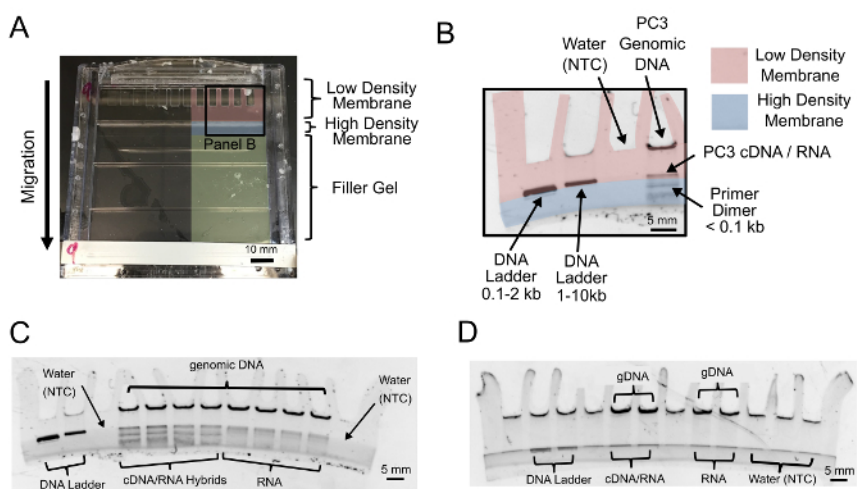 A
Migration
Low Density
Membrane
High Density
Membrane
Panel B
Filler Gel
10 mm
9
9
B
Water
(NTC)
PC3
Genomic
DNA
Low Density
Membrane
High Density
Membrane
PC3 cDNA / RNA
Primer
Dimer
< 0.1 kb
5 mm
DNA
Ladder
0.1-2 kb
DNA
Ladder
1-10kb
C
Water
(NTC)
genomic DNA
Water
(NTC)
5 mm
DNA Ladder
cDNA/RNA Hybrids
RNA
D
gDNA
gDNA
5 mm
DNA Ladder
cDNA/RNA
RNA
Water (NTC)